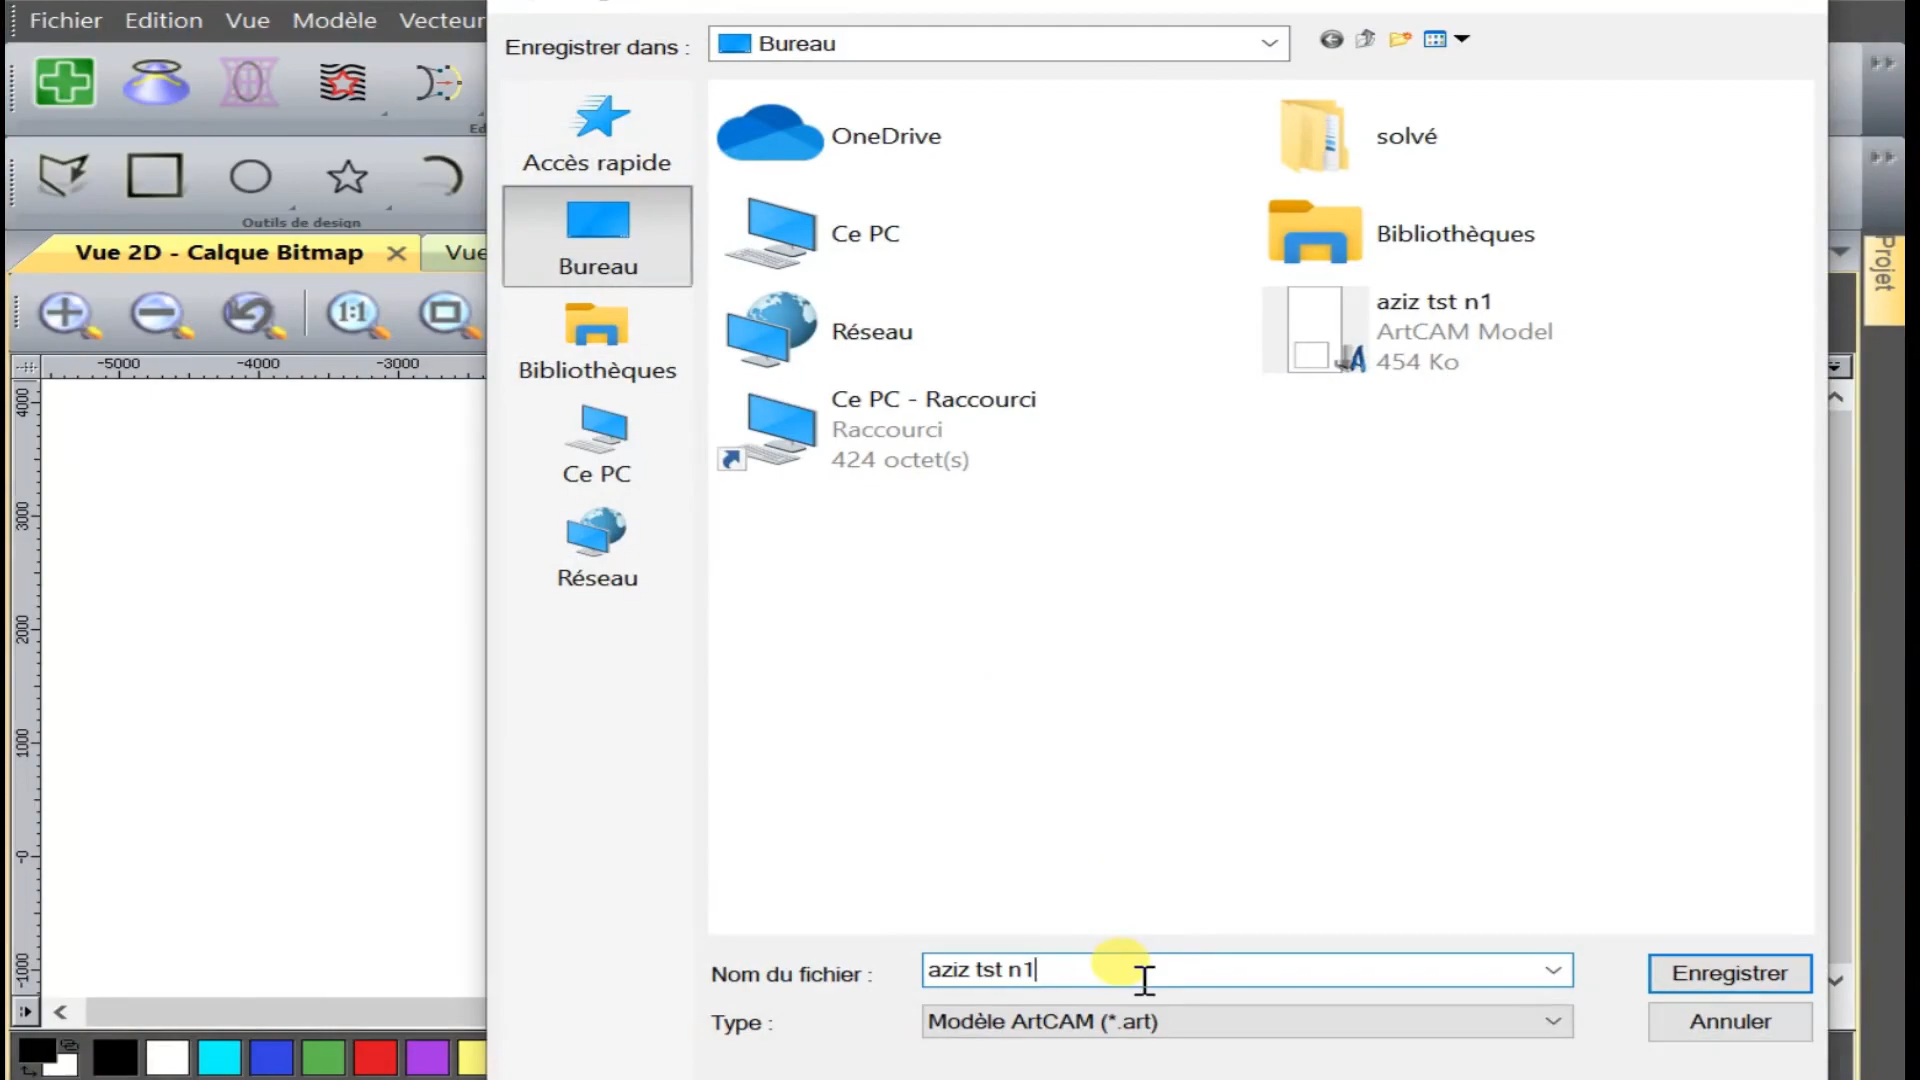 Fichier Edition Vue Modèle Vecteur
Outils de design
Vue 2D - Calque Bitmap
Vue
1:1
-5000 -4000 -3000
4000
3000
2000
1000
-0
-1000
Enregistrer dans :
Bureau
Accès rapide
Bureau
Bibliothèques
Ce PC
Réseau
OneDrive
solvé
Ce PC
Bibliothèques
Réseau
aziz tst n1
ArtCAM Model
454 Ko
Ce PC - Raccourci
Raccourci
424 octet(s)
Nom du fichier :
aziz tst n1
Enregistrer
Type :
Modèle ArtCAM (*.art)
Annuler
Projet